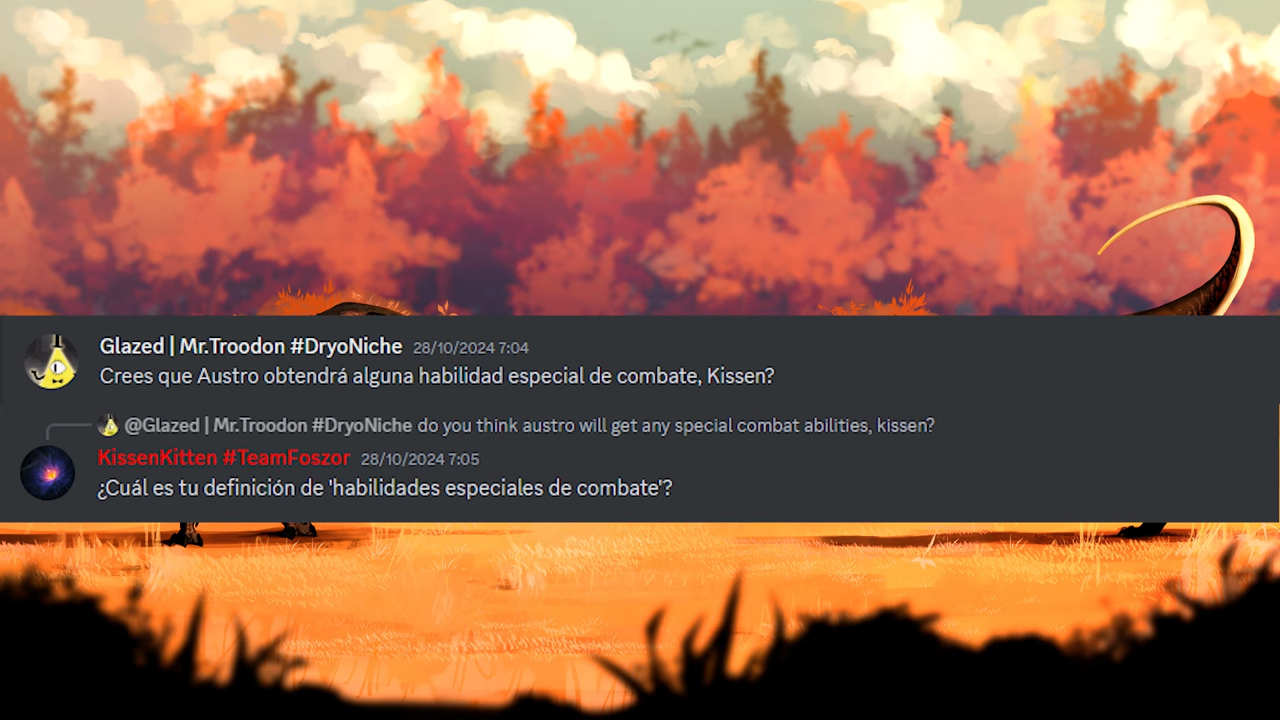 Glazed | Mr.Troodon #DryoNiche 28/10/2024 7:04
Crees que Austro obtendrá alguna habilidad especial de combate, Kissen?
@Glazed | Mr.Troodon #DryoNiche do you think austro will get any special combat abilities, kissen?
KissenKitten #TeamFoszor 28/10/2024 7:05
¿Cuál es tu definición de 'habilidades especiales de combate'?